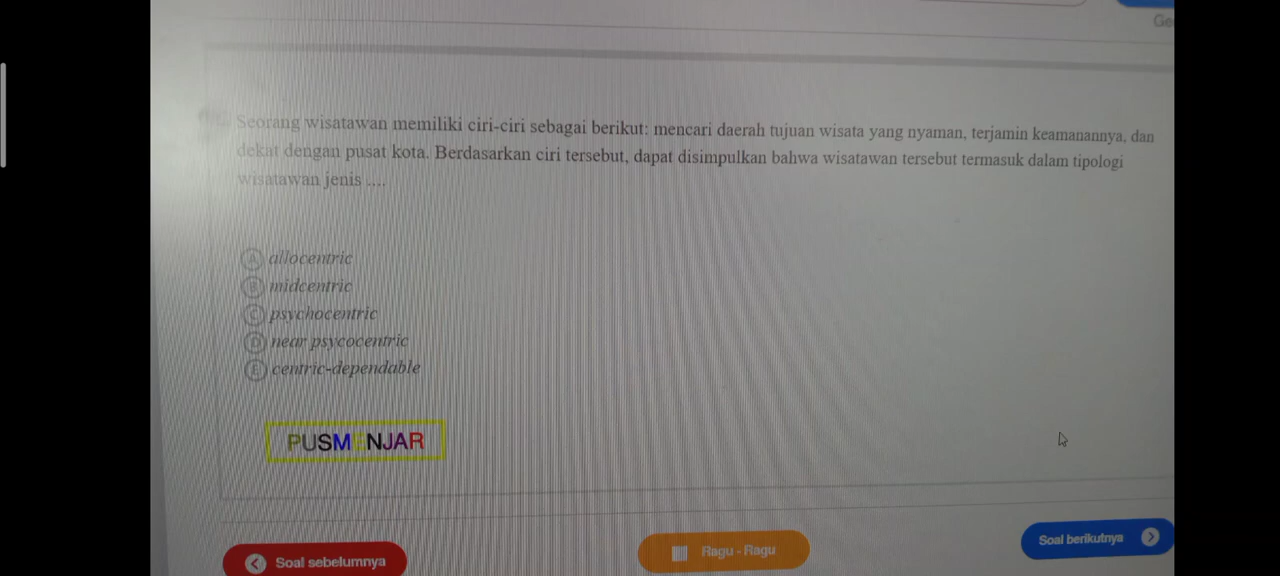 Ge
Seorang wisatawan memiliki ciri-ciri sebagai berikut: mencari daerah tujuan wisata yang nyaman, terjamin keamanannya, dan
dekat dengan pusat kota. Berdasarkan ciri tersebut, dapat disimpulkan bahwa wisatawan tersebut termasuk dalam tipologi
wisatawan jenis ....
A allocentric
B midcentric
C psychocentric
D near psycocentric
E centric-dependable
PUSMENJAR
Soal sebelumnya
Ragu - Ragu
Soal berikutnya